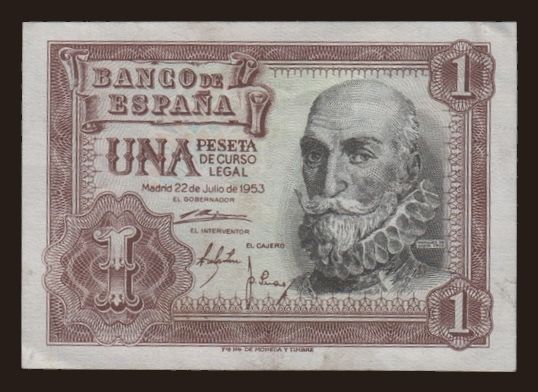 BANCO DE
ESPAÑA
1
UNA PESETA
DE CURSO
LEGAL
Madrid 22 de Julio de 1953
EL GOBERNADOR
EL INTERVENTOR
EL CAJERO
1
1